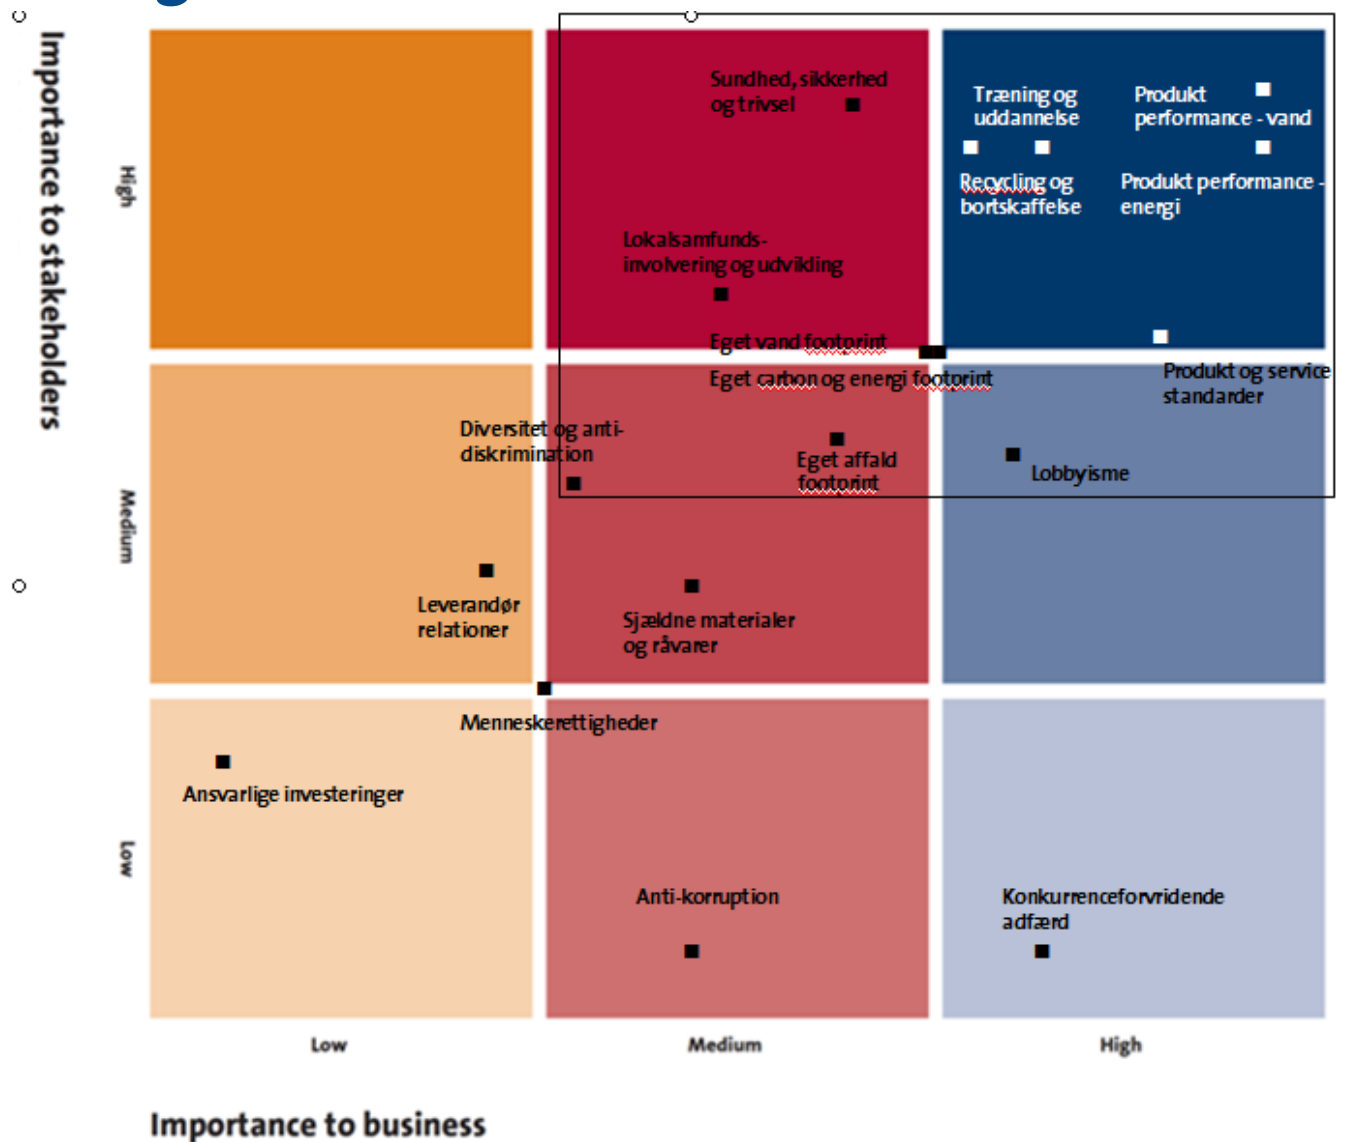 Importance to stakeholders
High
Medium
Low
Sundhed, sikkerhed
og trivsel
Træning og
uddannelse
Produkt
performance - vand
Recycling og
bortskaffelse
Produkt performance -
energi
Lokalsamfunds-
involvering og udvikling
Eget vand footprint
Eget carbon og energi footprint
Produkt og service
standarder
Diversitet og anti-
diskrimination
Eget affald
footprint
Lobbyisme
Leverandør
relationer
Sjældne materialer
og råvarer
Menneskerettigheder
Ansvarlige investeringer
Anti-korruption
Konkurrenceforvridende
adfærd
Low
Medium
High
Importance to business